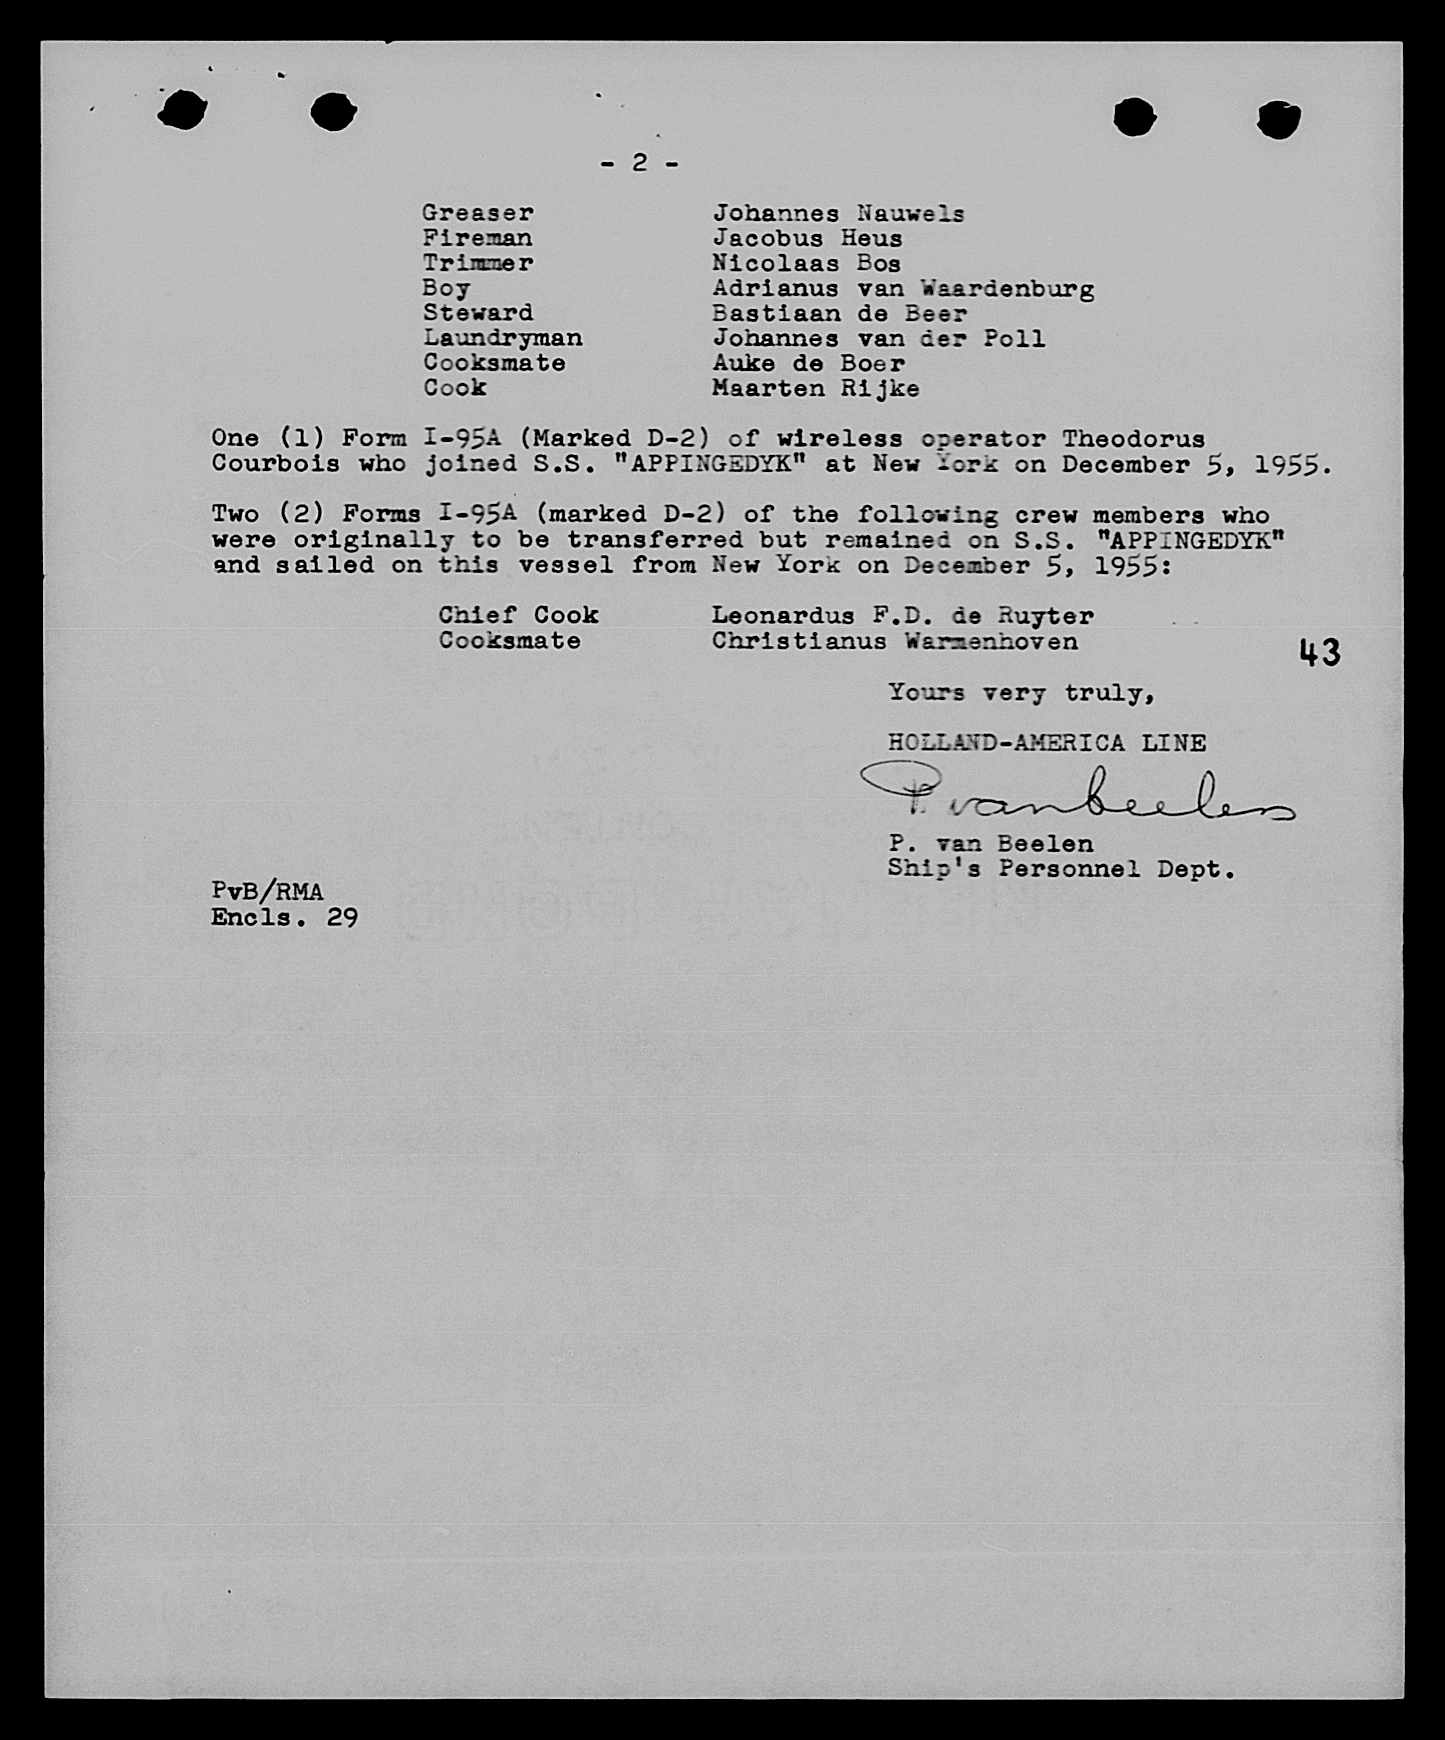 - 2 -
Greaser Johannes Nauwels
Fireman Jacobus Heus
Trimmer Nicolaas Bos
Boy Adrianus van Waardenburg
Steward Bastiaan de Beer
Laundryman Johannes van der Poll
Cooksmate Auke de Boer
Cook Maarten Rijke
One (1) Form I-95A (Marked D-2) of wireless operator Theodorus
Courbois who joined S.S. "APPINGEDYK" at New York on December 5, 1955.
Two (2) Forms I-95A (marked D-2) of the following crew members who
were originally to be transferred but remained on S.S. "APPINGEDYK"
and sailed on this vessel from New York on December 5, 1955:
Chief Cook Leonardus F.D. de Ruyter
Cooksmate Christianus Warmenhoven
43
Yours very truly,
HOLLAND-AMERICA LINE
P. van Beelen
P. van Beelen
Ship's Personnel Dept.
PvB/RMA
Encls. 29